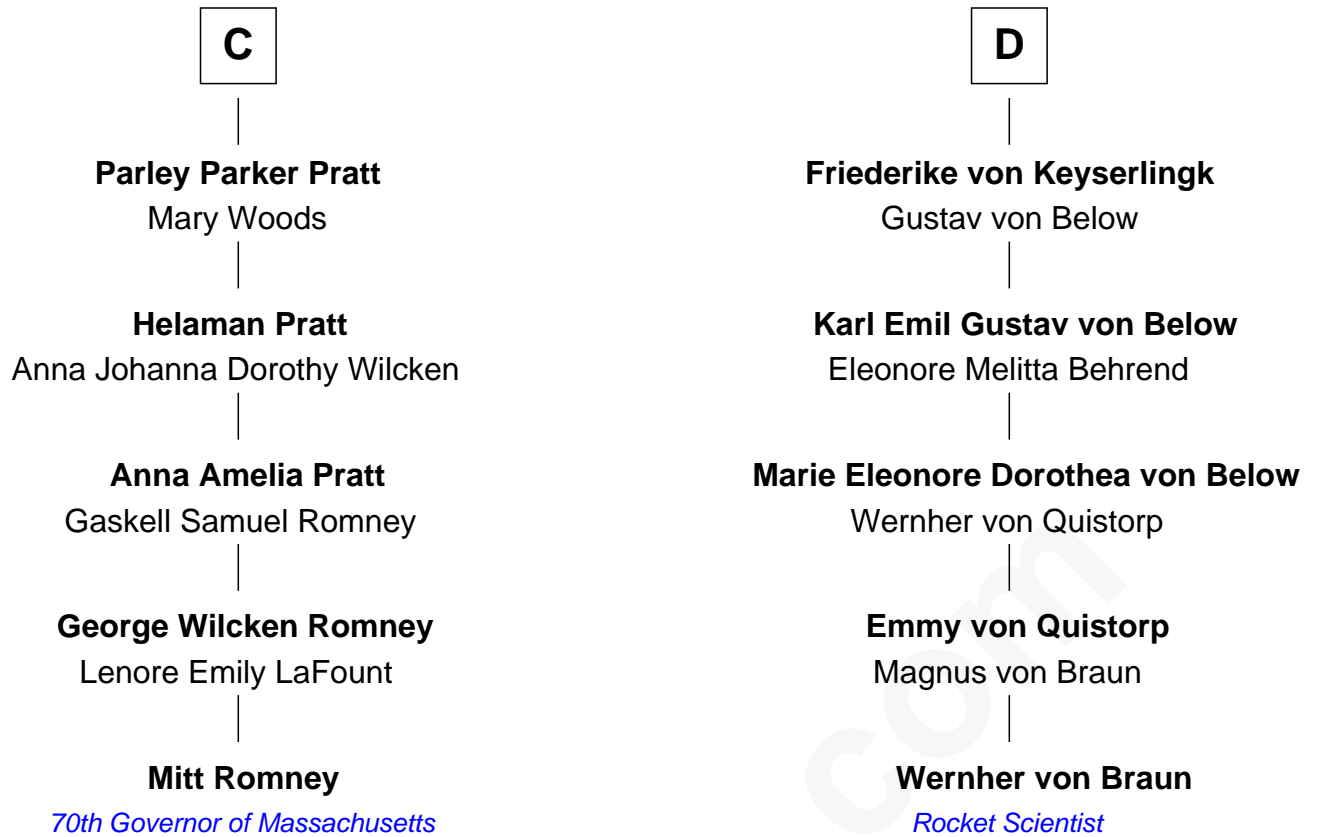 C
Parley Parker Pratt
Mary Woods
Helaman Pratt
Anna Johanna Dorothy Wilcken
Anna Amelia Pratt
Gaskell Samuel Romney
George Wilcken Romney
Lenore Emily LaFount
Mitt Romney
70th Governor of Massachusetts
D
Friederike von Keyserlingk
Gustav von Below
Karl Emil Gustav von Below
Eleonore Melitta Behrend
Marie Eleonore Dorothea von Below
Wernher von Quistorp
Emmy von Quistorp
Magnus von Braun
Wernher von Braun
Rocket Scientist
com